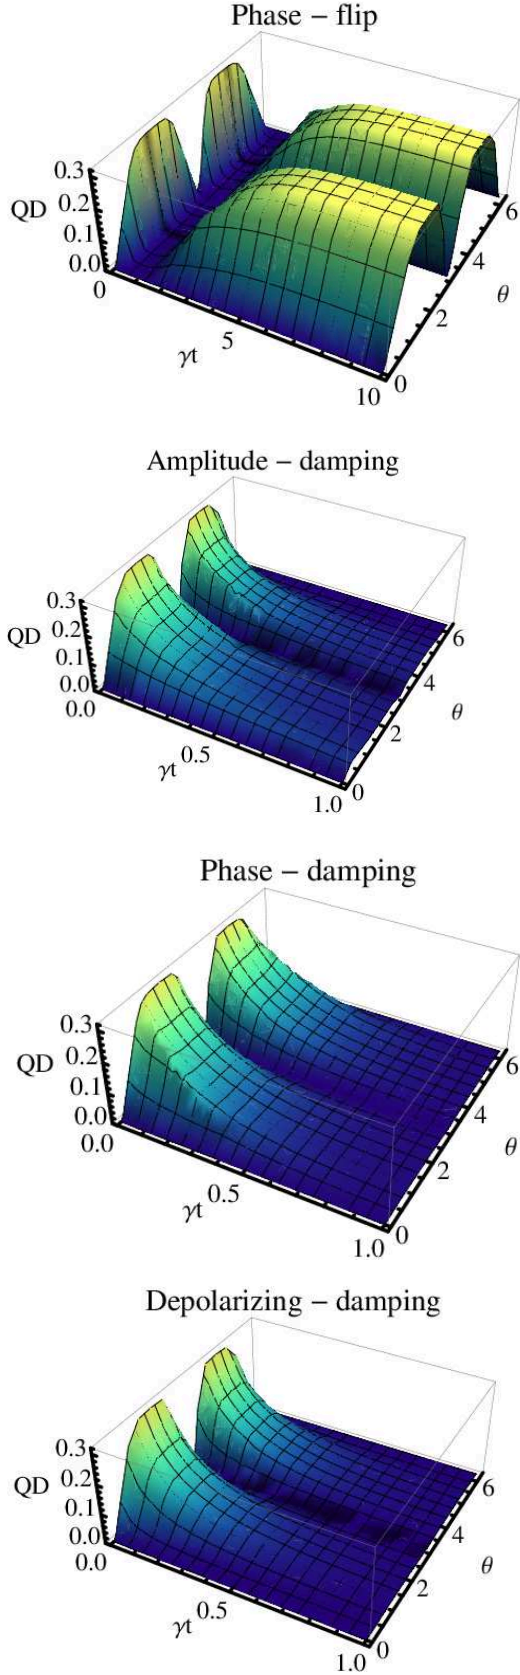 Phase − flip
0.3
QD 0.2
0.1
0.0
0
γt 5
10
0
2
4
6
θ
Amplitude − damping
0.3
QD 0.2
0.1
0.0
0.0
γt 0.5
1.0
0
2
4
6
θ
Phase − damping
0.3
QD 0.2
0.1
0.0
0.0
γt 0.5
1.0
0
2
4
6
θ
Depolarizing − damping
0.3
QD 0.2
0.1
0.0
0.0
γt 0.5
1.0
0
2
4
6
θ